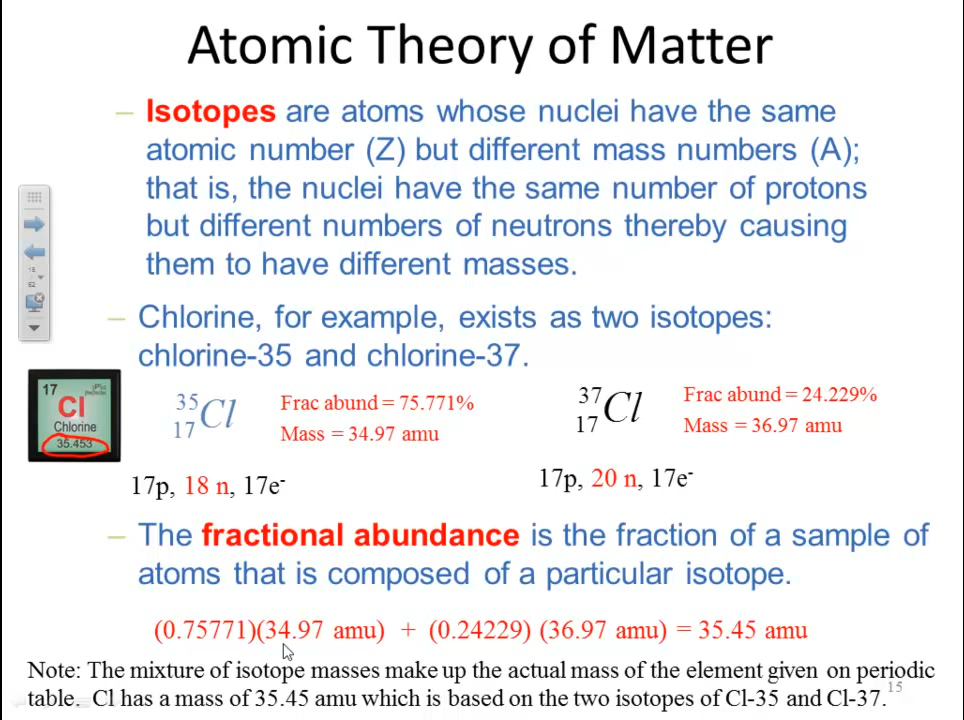 Atomic Theory of Matter
– Isotopes are atoms whose nuclei have the same
atomic number (Z) but different mass numbers (A);
that is, the nuclei have the same number of protons
but different numbers of neutrons thereby causing
them to have different masses.
– Chlorine, for example, exists as two isotopes:
chlorine-35 and chlorine-37.
17
Cl
Chlorine
35.453
35
17 Cl
Frac abund = 75.771%
Mass = 34.97 amu
17p, 18 n, 17e-
37
17 Cl
Frac abund = 24.229%
Mass = 36.97 amu
17p, 20 n, 17e-
– The fractional abundance is the fraction of a sample of
atoms that is composed of a particular isotope.
(0.75771)(34.97 amu) + (0.24229) (36.97 amu) = 35.45 amu
Note: The mixture of isotope masses make up the actual mass of the element given on periodic
table. Cl has a mass of 35.45 amu which is based on the two isotopes of Cl-35 and Cl-37.
15